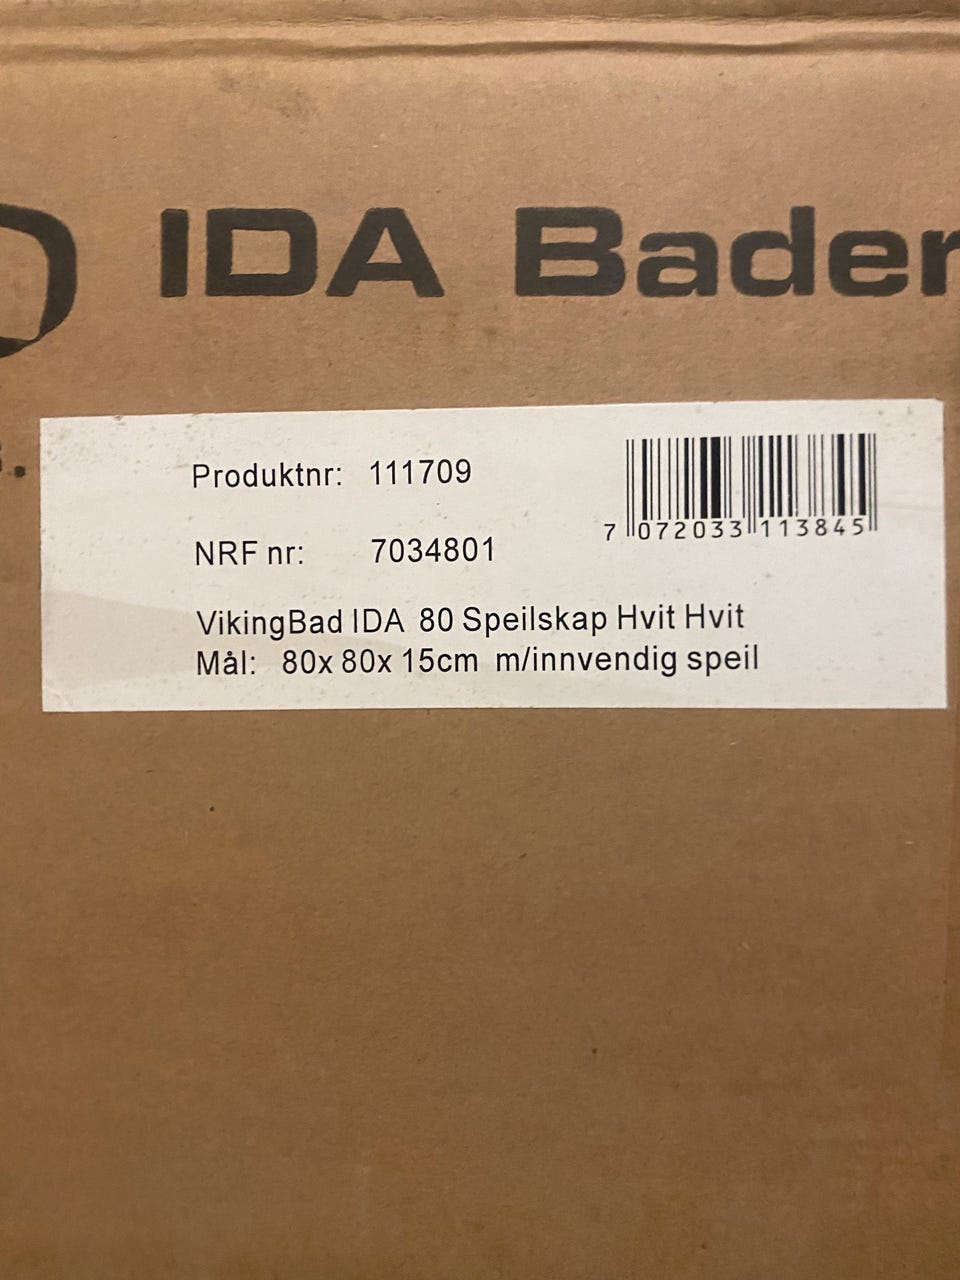 IDA Bader
Produktnr: 111709
NRF nr: 7034801
7 072033 113845
VikingBad IDA 80 Speilskap Hvit Hvit
Mål: 80x 80x 15cm m/innvendig speil